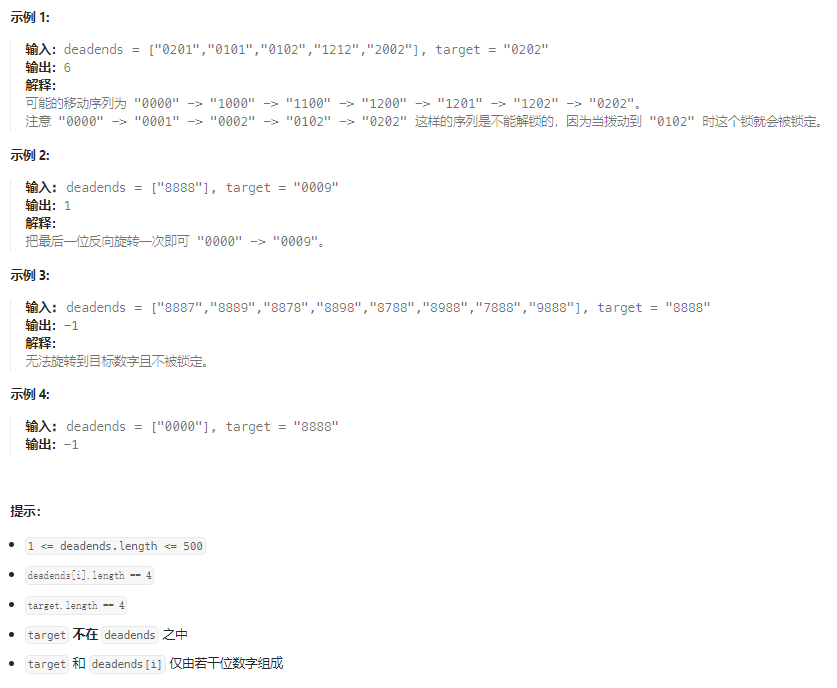 示例 1:
输入: deadends = ["0201","0101","0102","1212","2002"], target = "0202"
输出: 6
解释:
可能的移动序列为 "0000" -> "1000" -> "1100" -> "1200" -> "1201" -> "1202" -> "0202"。
注意 "0000" -> "0001" -> "0002" -> "0102" -> "0202" 这样的序列是不能解锁的,因为当拨动到 "0102" 时这个锁就会被锁定。
示例 2:
输入: deadends = ["8888"], target = "0009"
输出: 1
解释:
把最后一位反向旋转一次即可 "0000" -> "0009"。
示例 3:
输入: deadends = ["8887","8889","8878","8898","8788","8988","7888","9888"], target = "8888"
输出: -1
解释:
无法旋转到目标数字且不被锁定。
示例 4:
输入: deadends = ["0000"], target = "8888"
输出: -1
提示:
• 1 <= deadends.length <= 500
• deadends[i].length == 4
• target.length == 4
• target 不在 deadends 之中
• target 和 deadends[i] 仅由若干位数字组成